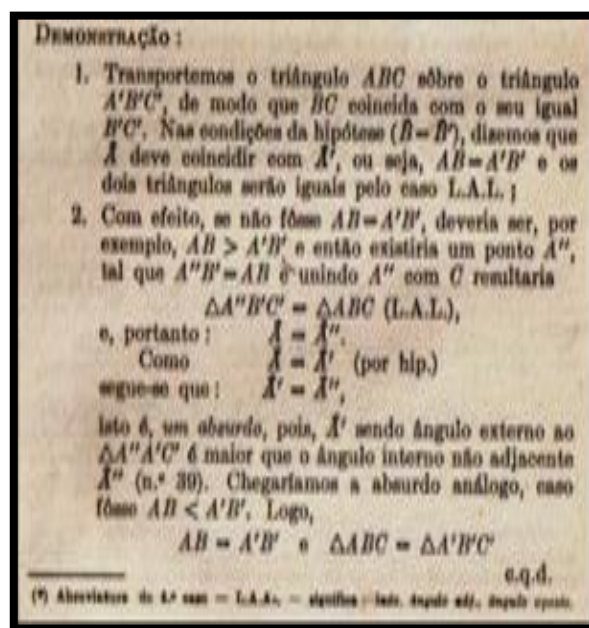 DEMONSTRAÇÃO :
1. Transportemos o triângulo ABC sôbre o triângulo
A'B'C', de modo que BC coincida com o seu igual
B'C'. Nas condições da hipótese (B̂ = B̂'), dizemos que
Â deve coincidir com Â', ou seja, AB = A'B' e os
dois triângulos serão iguais pelo caso L.A.L. ;
2. Com efeito, se não fôsse AB = A'B', deveria ser, por
exemplo, AB > A'B' e então existiria um ponto A'',
tal que A''B' = AB e unindo A'' com C resultaria
△A''B'C' = △ABC (L.A.L.),
e, portanto : Â = Â''.
Como Â = Â' (por hip.)
segue-se que : Â' = Â'',
isto é, um absurdo, pois, Â' sendo ângulo externo ao
△A''A'C' é maior que o ângulo interno não adjacente
Â'' (n.º 39). Chegaríamos a absurdo análogo, caso
fôsse AB < A'B'. Logo,
AB = A'B' e △ABC = △A'B'C'
c.q.d.
(*) Abreviatura do 4.º caso = L.A.A., = significa : lado, ângulo adj., ângulo oposto.